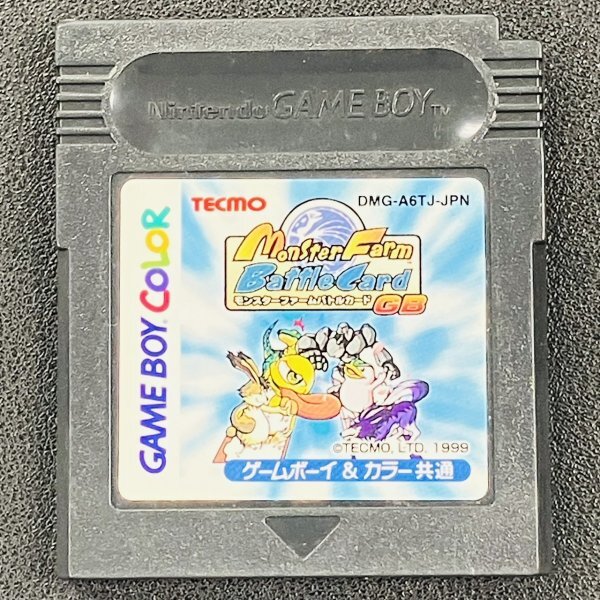 Nintendo GAME BOY TM
GAME BOY COLOR
TECMO
DMG-A6TJ-JPN
Monster Farm
Battle Card
モンスターファームバトルカード
GB
©TECMO, LTD. 1999
ゲームボーイ & カラー共通